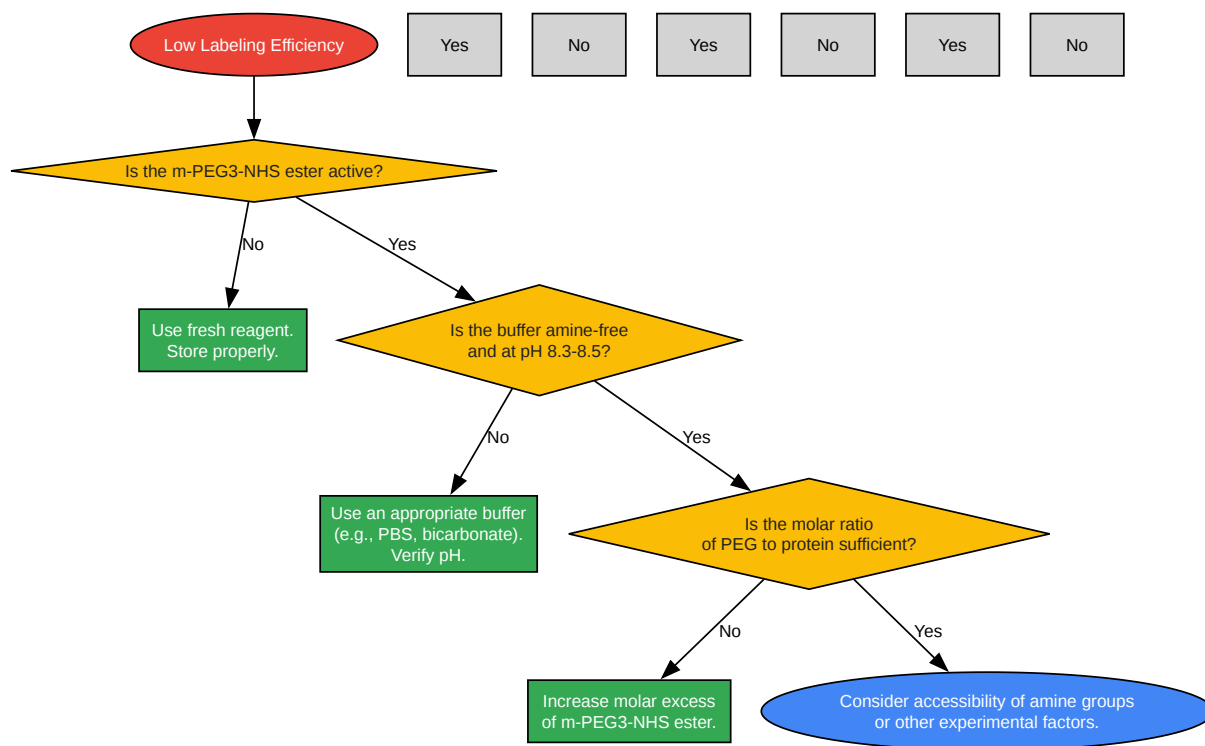 Low Labeling Efficiency
Yes
No
Yes
No
Yes
No
Is the m-PEG3-NHS ester active?
No
Yes
Use fresh reagent.
Store properly.
Is the buffer amine-free
and at pH 8.3-8.5?
No
Yes
Use an appropriate buffer
(e.g., PBS, bicarbonate).
Verify pH.
Is the molar ratio
of PEG to protein sufficient?
No
Yes
Increase molar excess
of m-PEG3-NHS ester.
Consider accessibility of amine groups
or other experimental factors.